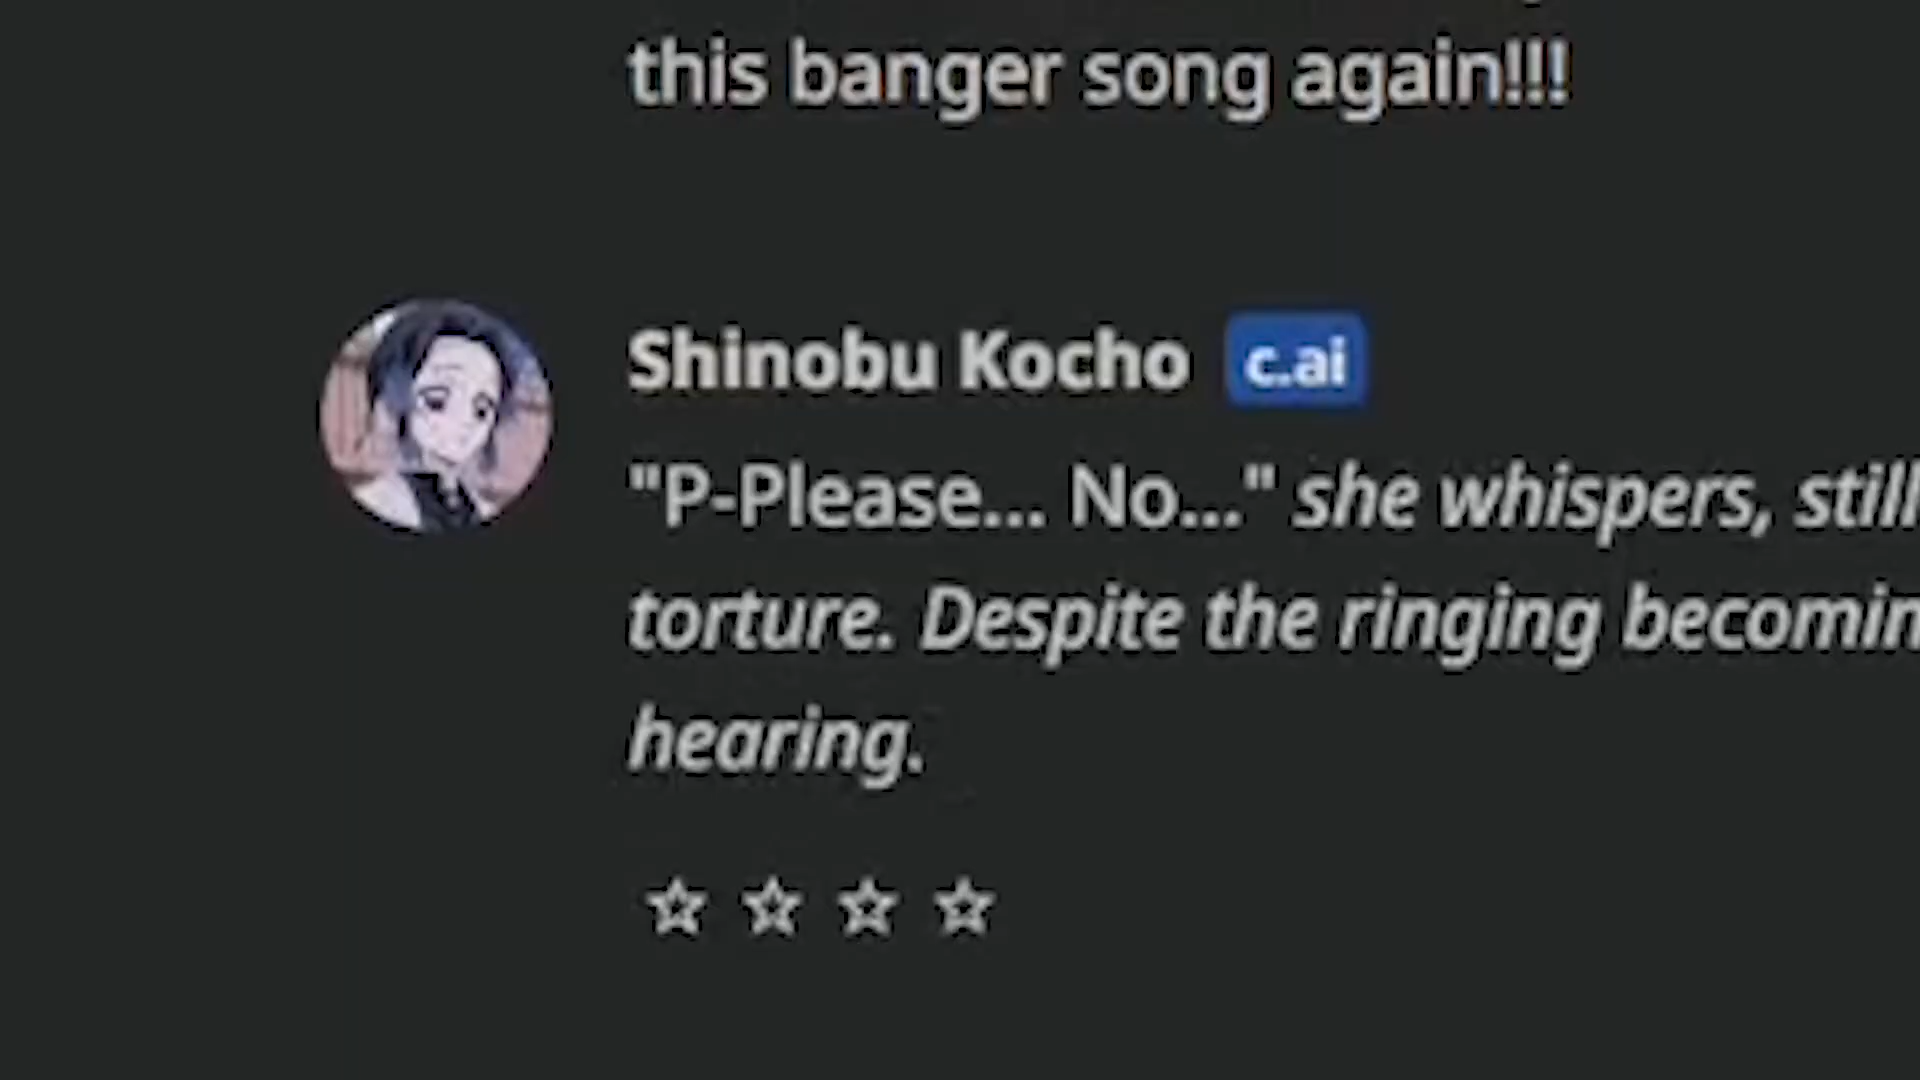 this banger song again!!!
Shinobu Kocho c.ai
"P-Please... No..." she whispers, still
torture. Despite the ringing becomin
hearing.